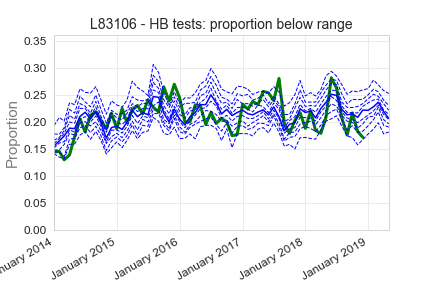 L83106 - HB tests: proportion below range
Proportion
0.35
0.30
0.25
0.20
0.15
0.10
0.05
0.00
nuary 2014
January 2015
January 2016
January 2017
January 2018
January 2019